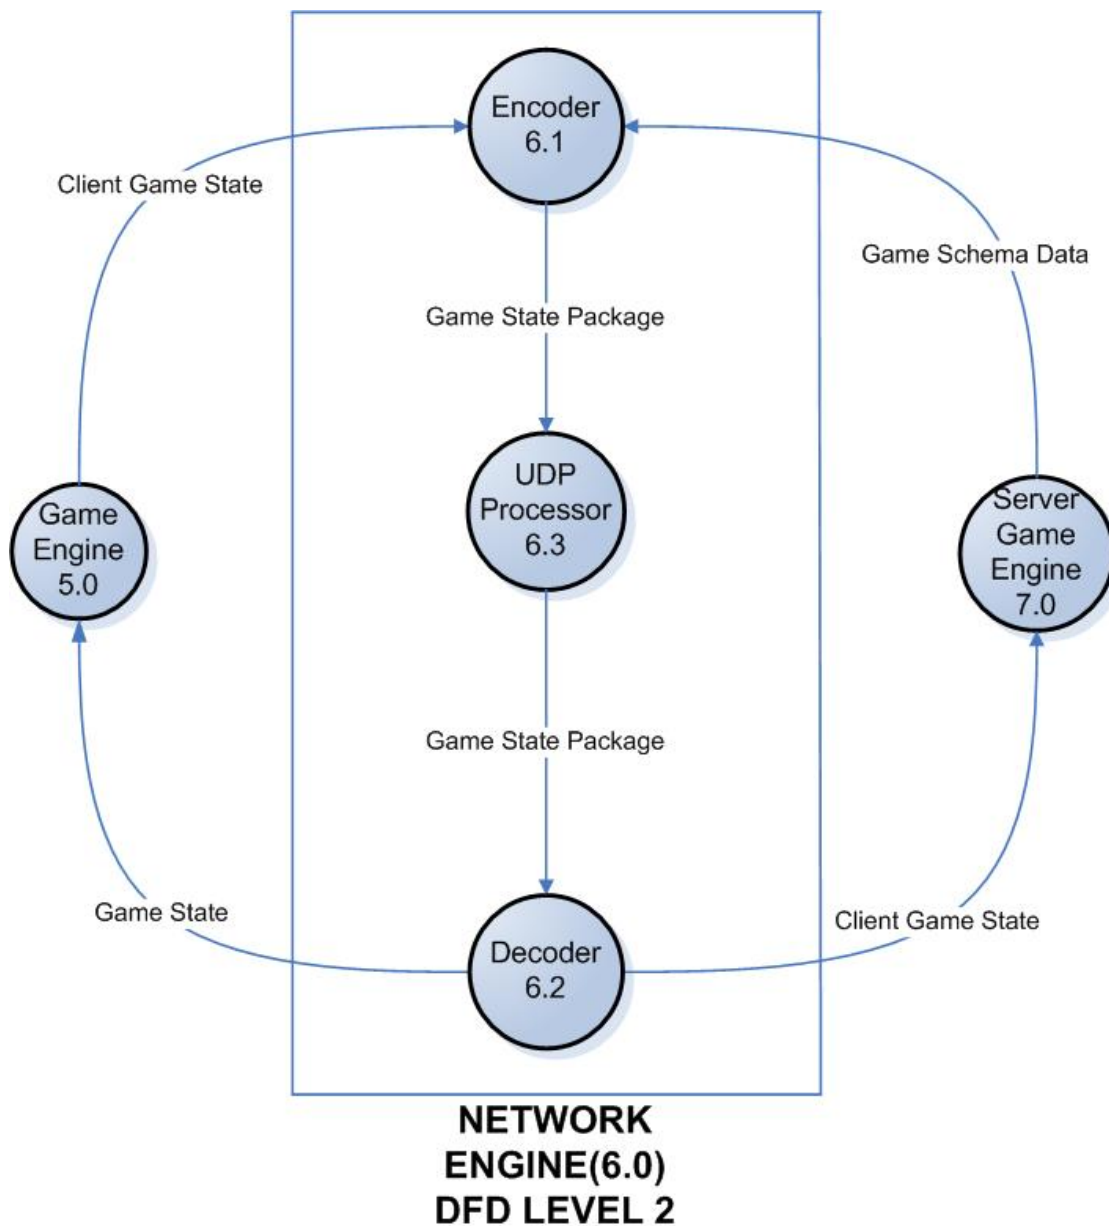 Encoder
6.1
Client Game State
Game Schema Data
Game State Package
UDP
Processor
6.3
Game
Engine
5.0
Server
Game
Engine
7.0
Game State Package
Game State
Client Game State
Decoder
6.2
NETWORK
ENGINE(6.0)
DFD LEVEL 2